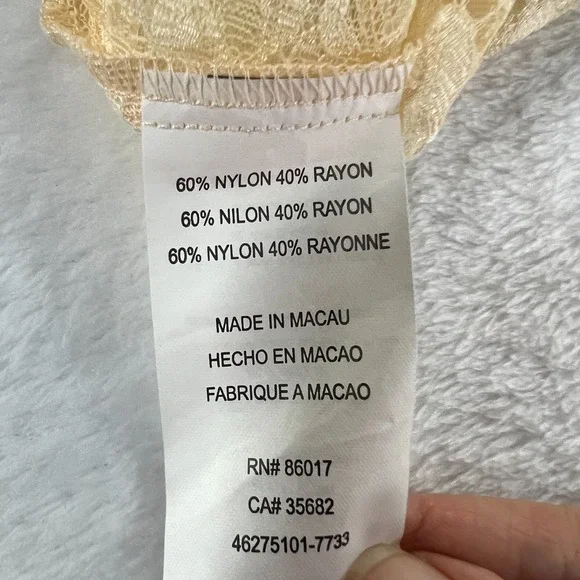 60% NYLON 40% RAYON
60% NILON 40% RAYON
60% NYLON 40% RAYONNE
MADE IN MACAU
HECHO EN MACAO
FABRIQUE A MACAO
RN# 86017
CA# 35682
46275101-7733